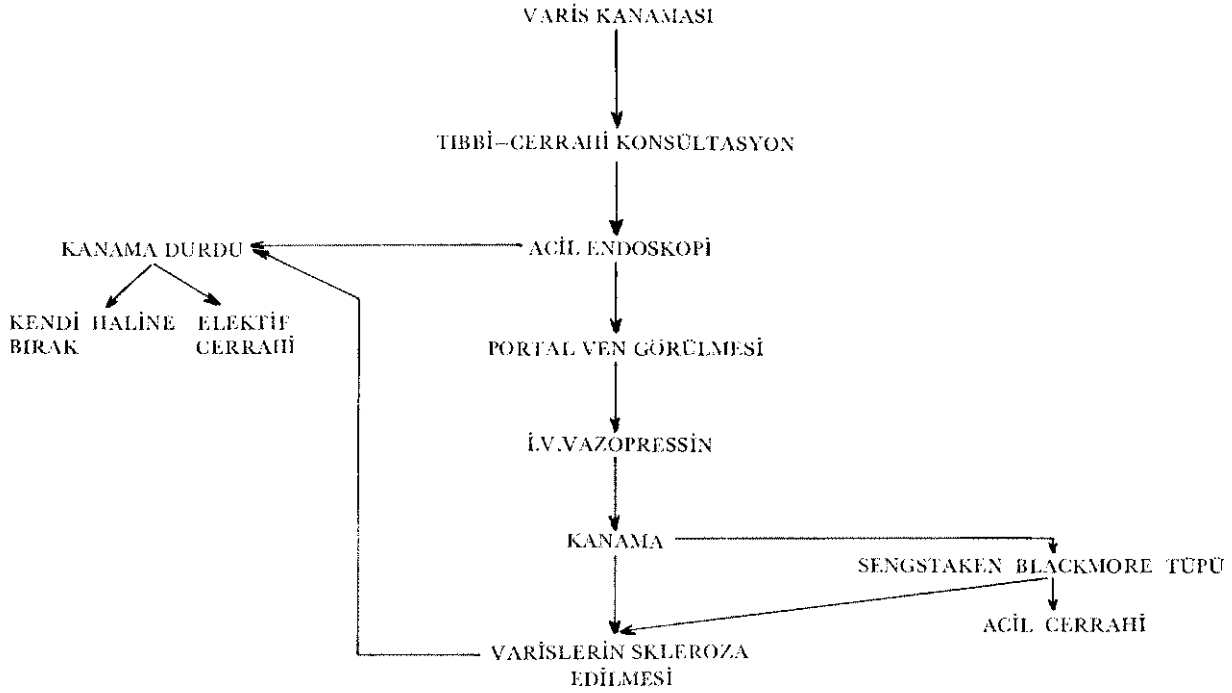 VARİS KANAMASI
TIBBİ–CERRAHİ KONSÜLTASYON
KANAMA DURDU
ACİL ENDOSKOPİ
KENDİ HALİNE
BIRAK
ELEKTİF
CERRAHİ
PORTAL VEN GÖRÜLMESİ
İ.V.VAZOPRESSİN
KANAMA
SENGSTAKEN BLACKMORE TÜPÜ
ACİL CERRAHİ
VARİSLERİN SKLEROZA
EDİLMESİ